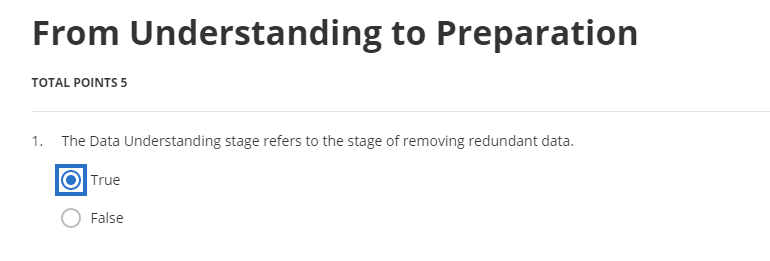 From Understanding to Preparation
TOTAL POINTS 5
1. The Data Understanding stage refers to the stage of removing redundant data.
True
False